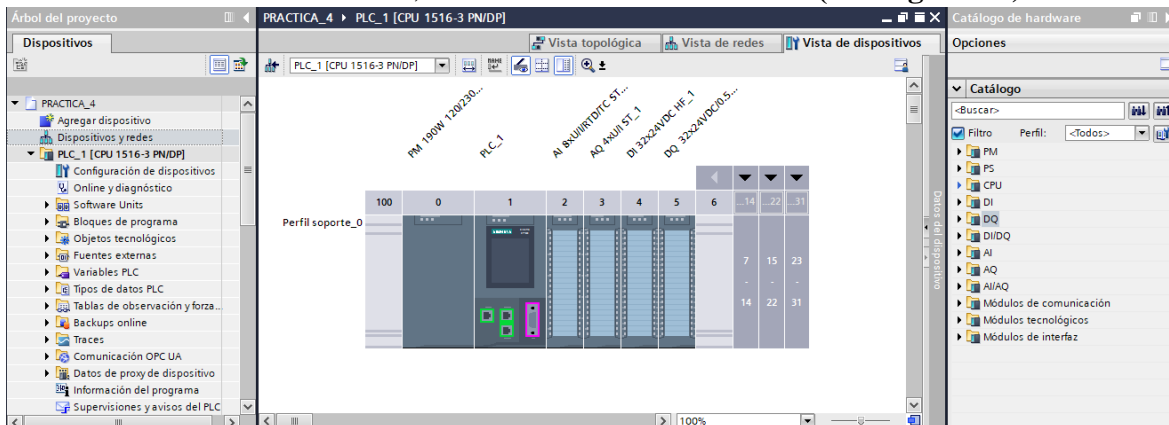 Árbol del proyecto
Dispositivos
PRACTICA_4
Agregar dispositivo
Dispositivos y redes
PLC_1 [CPU 1516-3 PN/DP]
Configuración de dispositivos
Online y diagnóstico
Software Units
Bloques de programa
Objetos tecnológicos
Fuentes externas
Variables PLC
Tipos de datos PLC
Tablas de observación y forza...
Backups online
Traces
Comunicación OPC UA
Datos de proxy de dispositivo
Información del programa
Supervisiones y avisos del PLC
PRACTICA_4 PLC_1 [CPU 1516-3 PN/DP]
Vista topológica Vista de redes Vista de dispositivos
PLC_1 [CPU 1516-3 PN/DP]
PM 190W 120/230...
PLC_1
AI 8xU/I/RTD/TC ST...
AQ 4xU/I ST_1
DI 32x24VDC HF_1
DQ 32x24VDC/0.5...
100 0 1 2 3 4 5 6 ...14 ...22 ...31
Perfil soporte_0
SIEMENS
7 15 23
- - -
14 22 31
100%
Datos del dispositivo
Catálogo de hardware
Opciones
Catálogo
<Buscar>
Filtro Perfil: <Todos>
PM
PS
CPU
DI
DQ
DI/DQ
AI
AQ
AI/AQ
Módulos de comunicación
Módulos tecnológicos
Módulos de interfaz